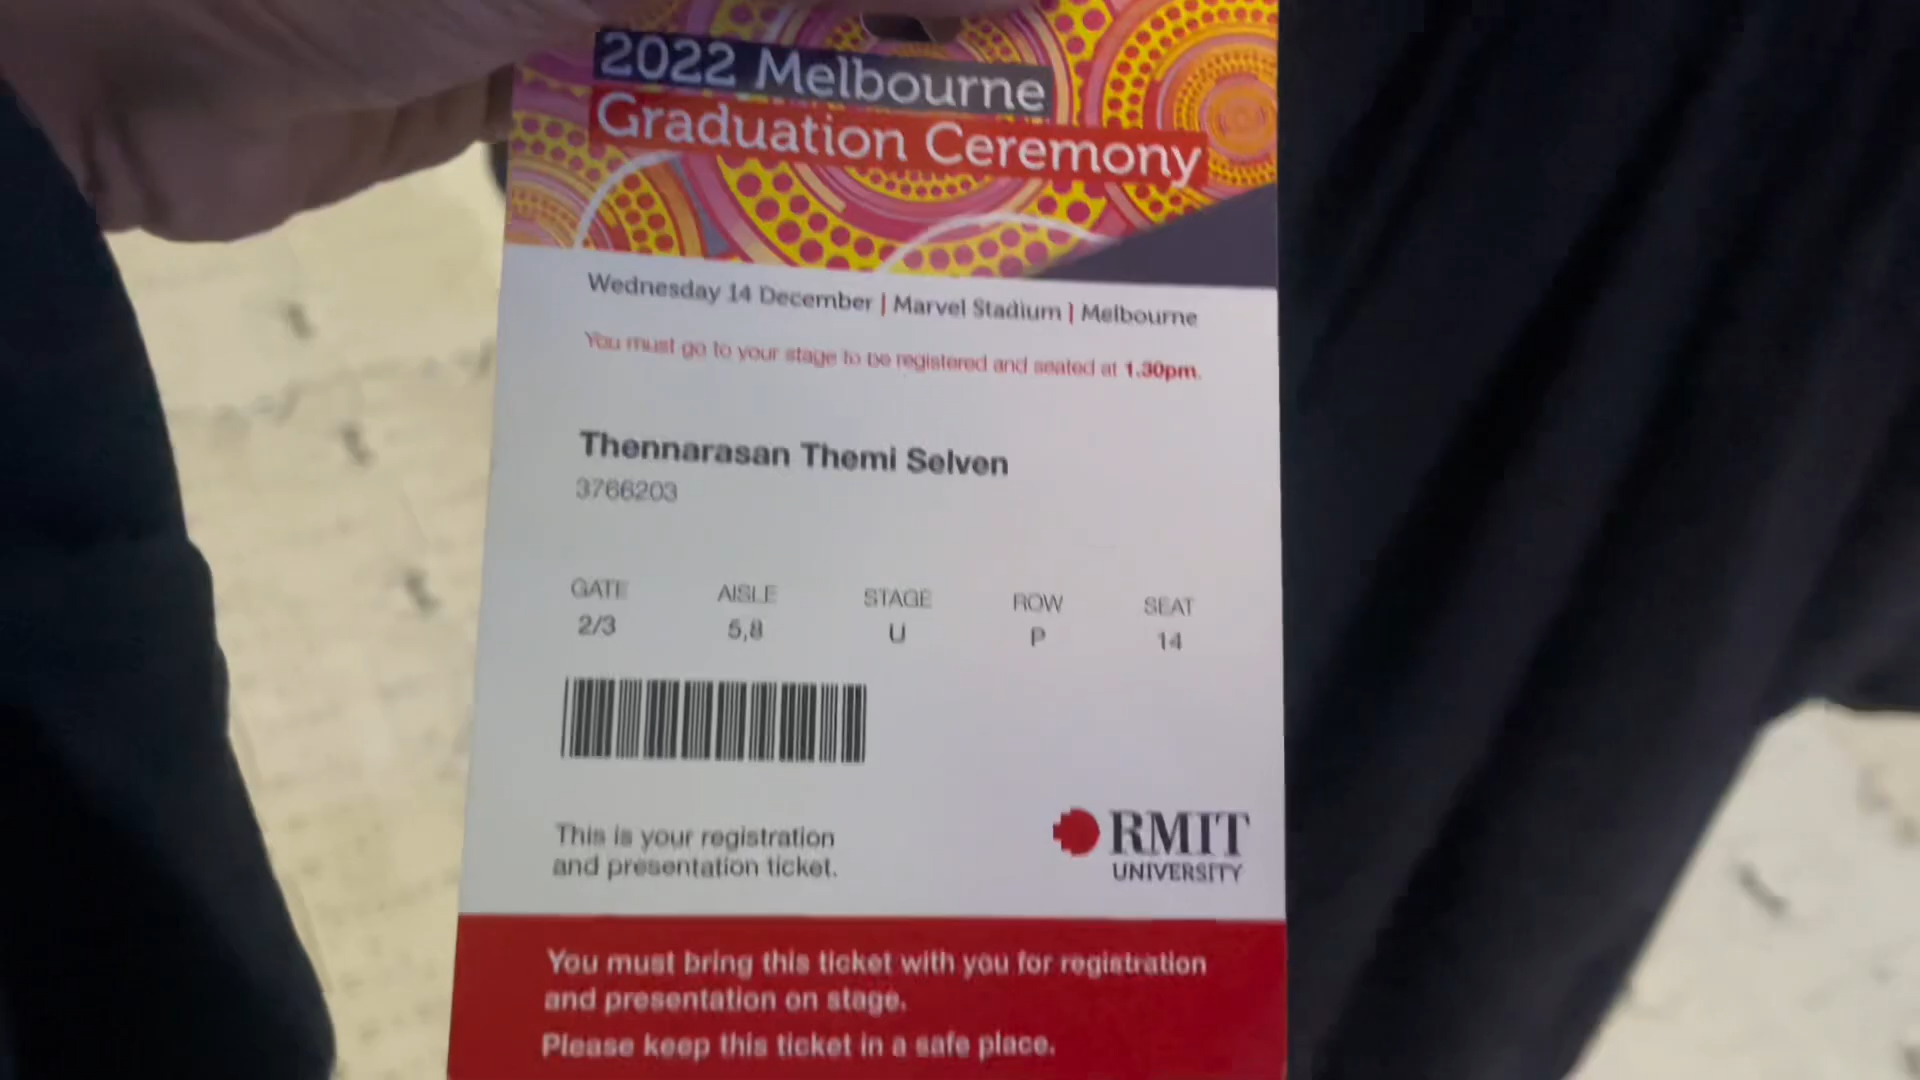 2022 Melbourne
Graduation Ceremony
Wednesday 14 December | Marvel Stadium | Melbourne
You must go to your stage to be registered and seated at 1.30pm.
Thennarasan Themi Selven
3766203
GATE AISLE STAGE ROW SEAT
2/3 5,8 U P 14
This is your registration
and presentation ticket.
RMIT
UNIVERSITY
You must bring this ticket with you for registration
and presentation on stage.
Please keep this ticket in a safe place.